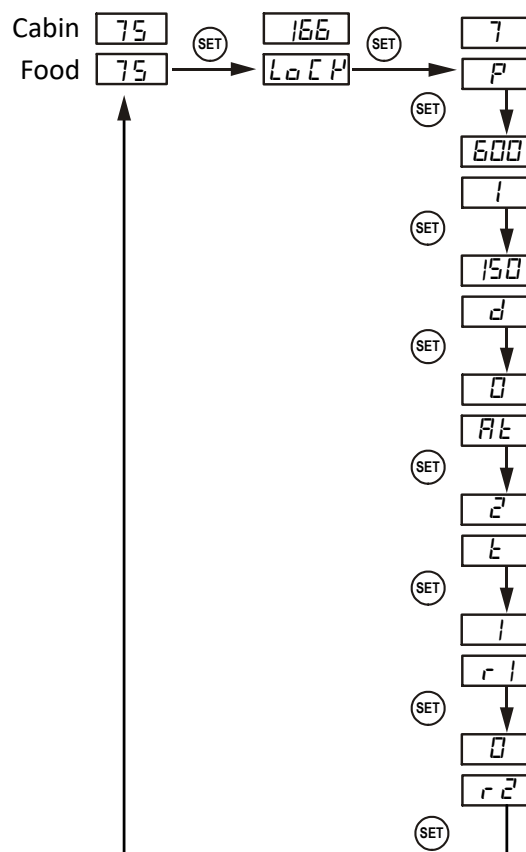 Cabin 75 166 7
SET SET
Food 75 LoCK P
SET
600
I
SET
150
d
SET
0
At
SET
2
t
SET
1
r1
SET
0
r2
SET